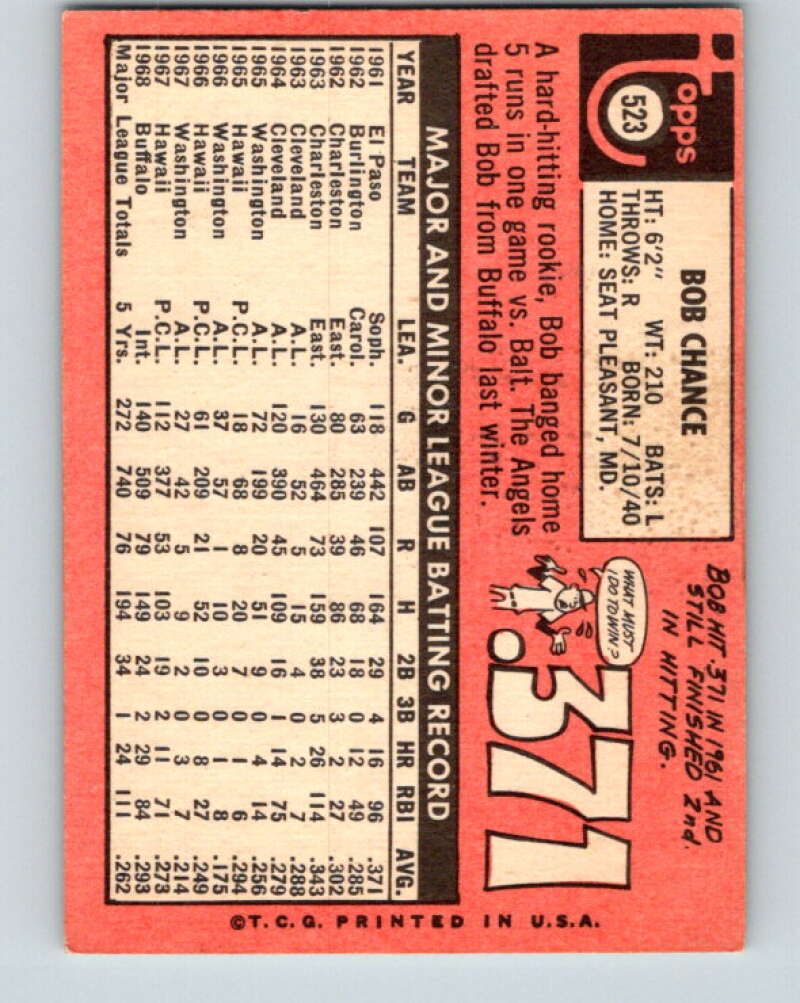 topps
523
BOB CHANCE
HT: 6'2" WT: 210 BATS: L
THROWS: R BORN: 7/10/40
HOME: SEAT PLEASANT, MD.
A hard-hitting rookie, Bob banged home
5 runs in one game vs. Balt. The Angels
drafted Bob from Buffalo last winter.
BOB HIT .371 IN 1961 AND
STILL FINISHED 2nd.
IN HITTING.
WHAT MUST
I DO TO WIN?
.371
MAJOR AND MINOR LEAGUE BATTING RECORD
YEAR TEAM LEA. G AB R H 2B 3B HR RBI AVG.
1961 El Paso Soph. 118 442 107 164 29 4 16 96 .371
1962 Burlington Carol. 63 239 46 68 18 0 12 49 .285
1962 Charleston East. 80 285 39 86 23 3 2 27 .302
1963 Charleston East. 130 464 73 159 38 5 26 114 .343
1963 Cleveland A.L. 16 52 5 15 4 0 2 7 .288
1964 Cleveland A.L. 120 390 45 109 16 1 14 75 .279
1965 Washington A.L. 72 199 20 51 9 0 4 14 .256
1965 Hawaii P.C.L. 18 68 8 20 7 0 1 6 .294
1966 Washington A.L. 37 57 1 10 3 0 1 8 .175
1966 Hawaii P.C.L. 61 209 21 52 10 0 8 27 .249
1967 Washington A.L. 27 42 5 9 2 0 3 7 .214
1967 Hawaii P.C.L. 112 377 53 103 19 2 11 71 .273
1968 Buffalo Int. 140 509 79 149 24 2 29 84 .293
Major League Totals 5 Yrs. 272 740 76 194 34 1 24 111 .262
©T.C.G. PRINTED IN U.S.A.